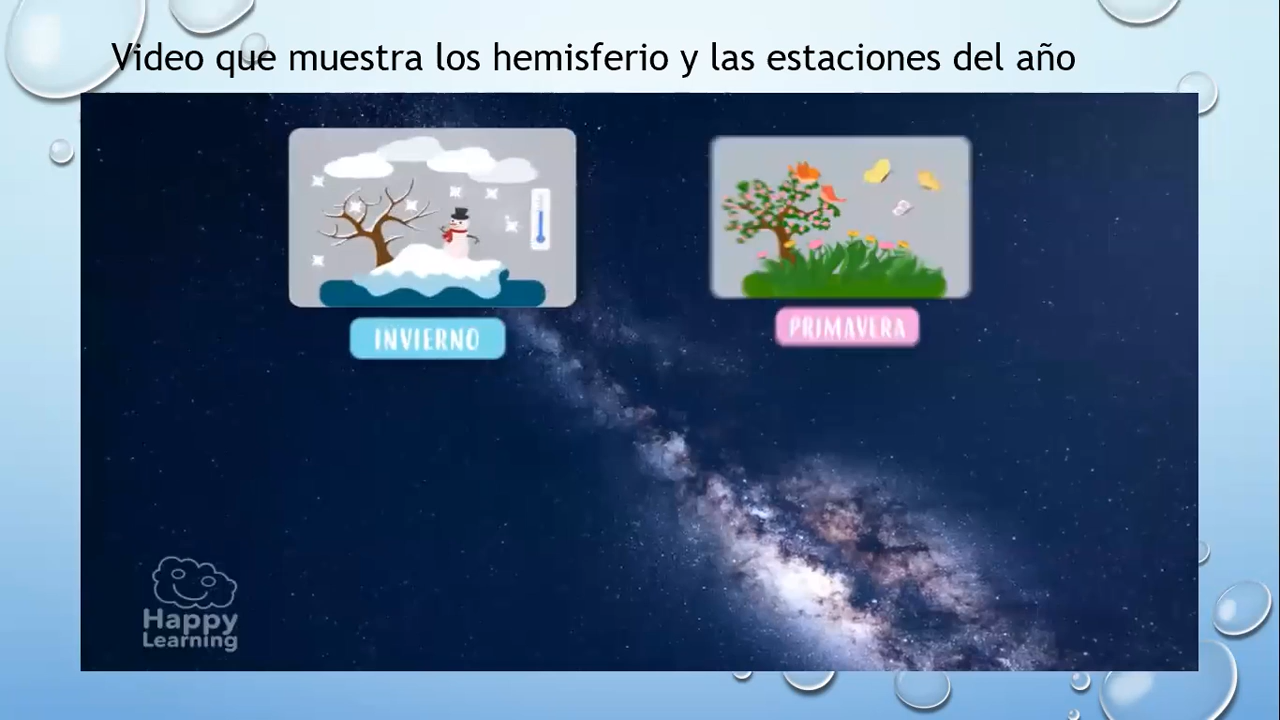 Video que muestra los hemisferio y las estaciones del año
INVIERNO
PRIMAVERA
Happy
Learning